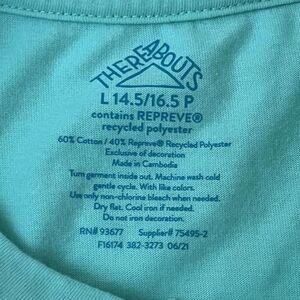 THEREABOUTS
L 14.5/16.5 P
contains REPREVE®
recycled polyester
60% Cotton / 40% Repreve® Recycled Polyester
Exclusive of decoration
Made in Cambodia
Turn garment inside out. Machine wash cold
gentle cycle. With like colors.
Use only non-chlorine bleach when needed.
Dry flat. Cool iron if needed.
Do not iron decoration.
RN# 93677 Supplier# 75495-2
F16174 382-3273 06/21